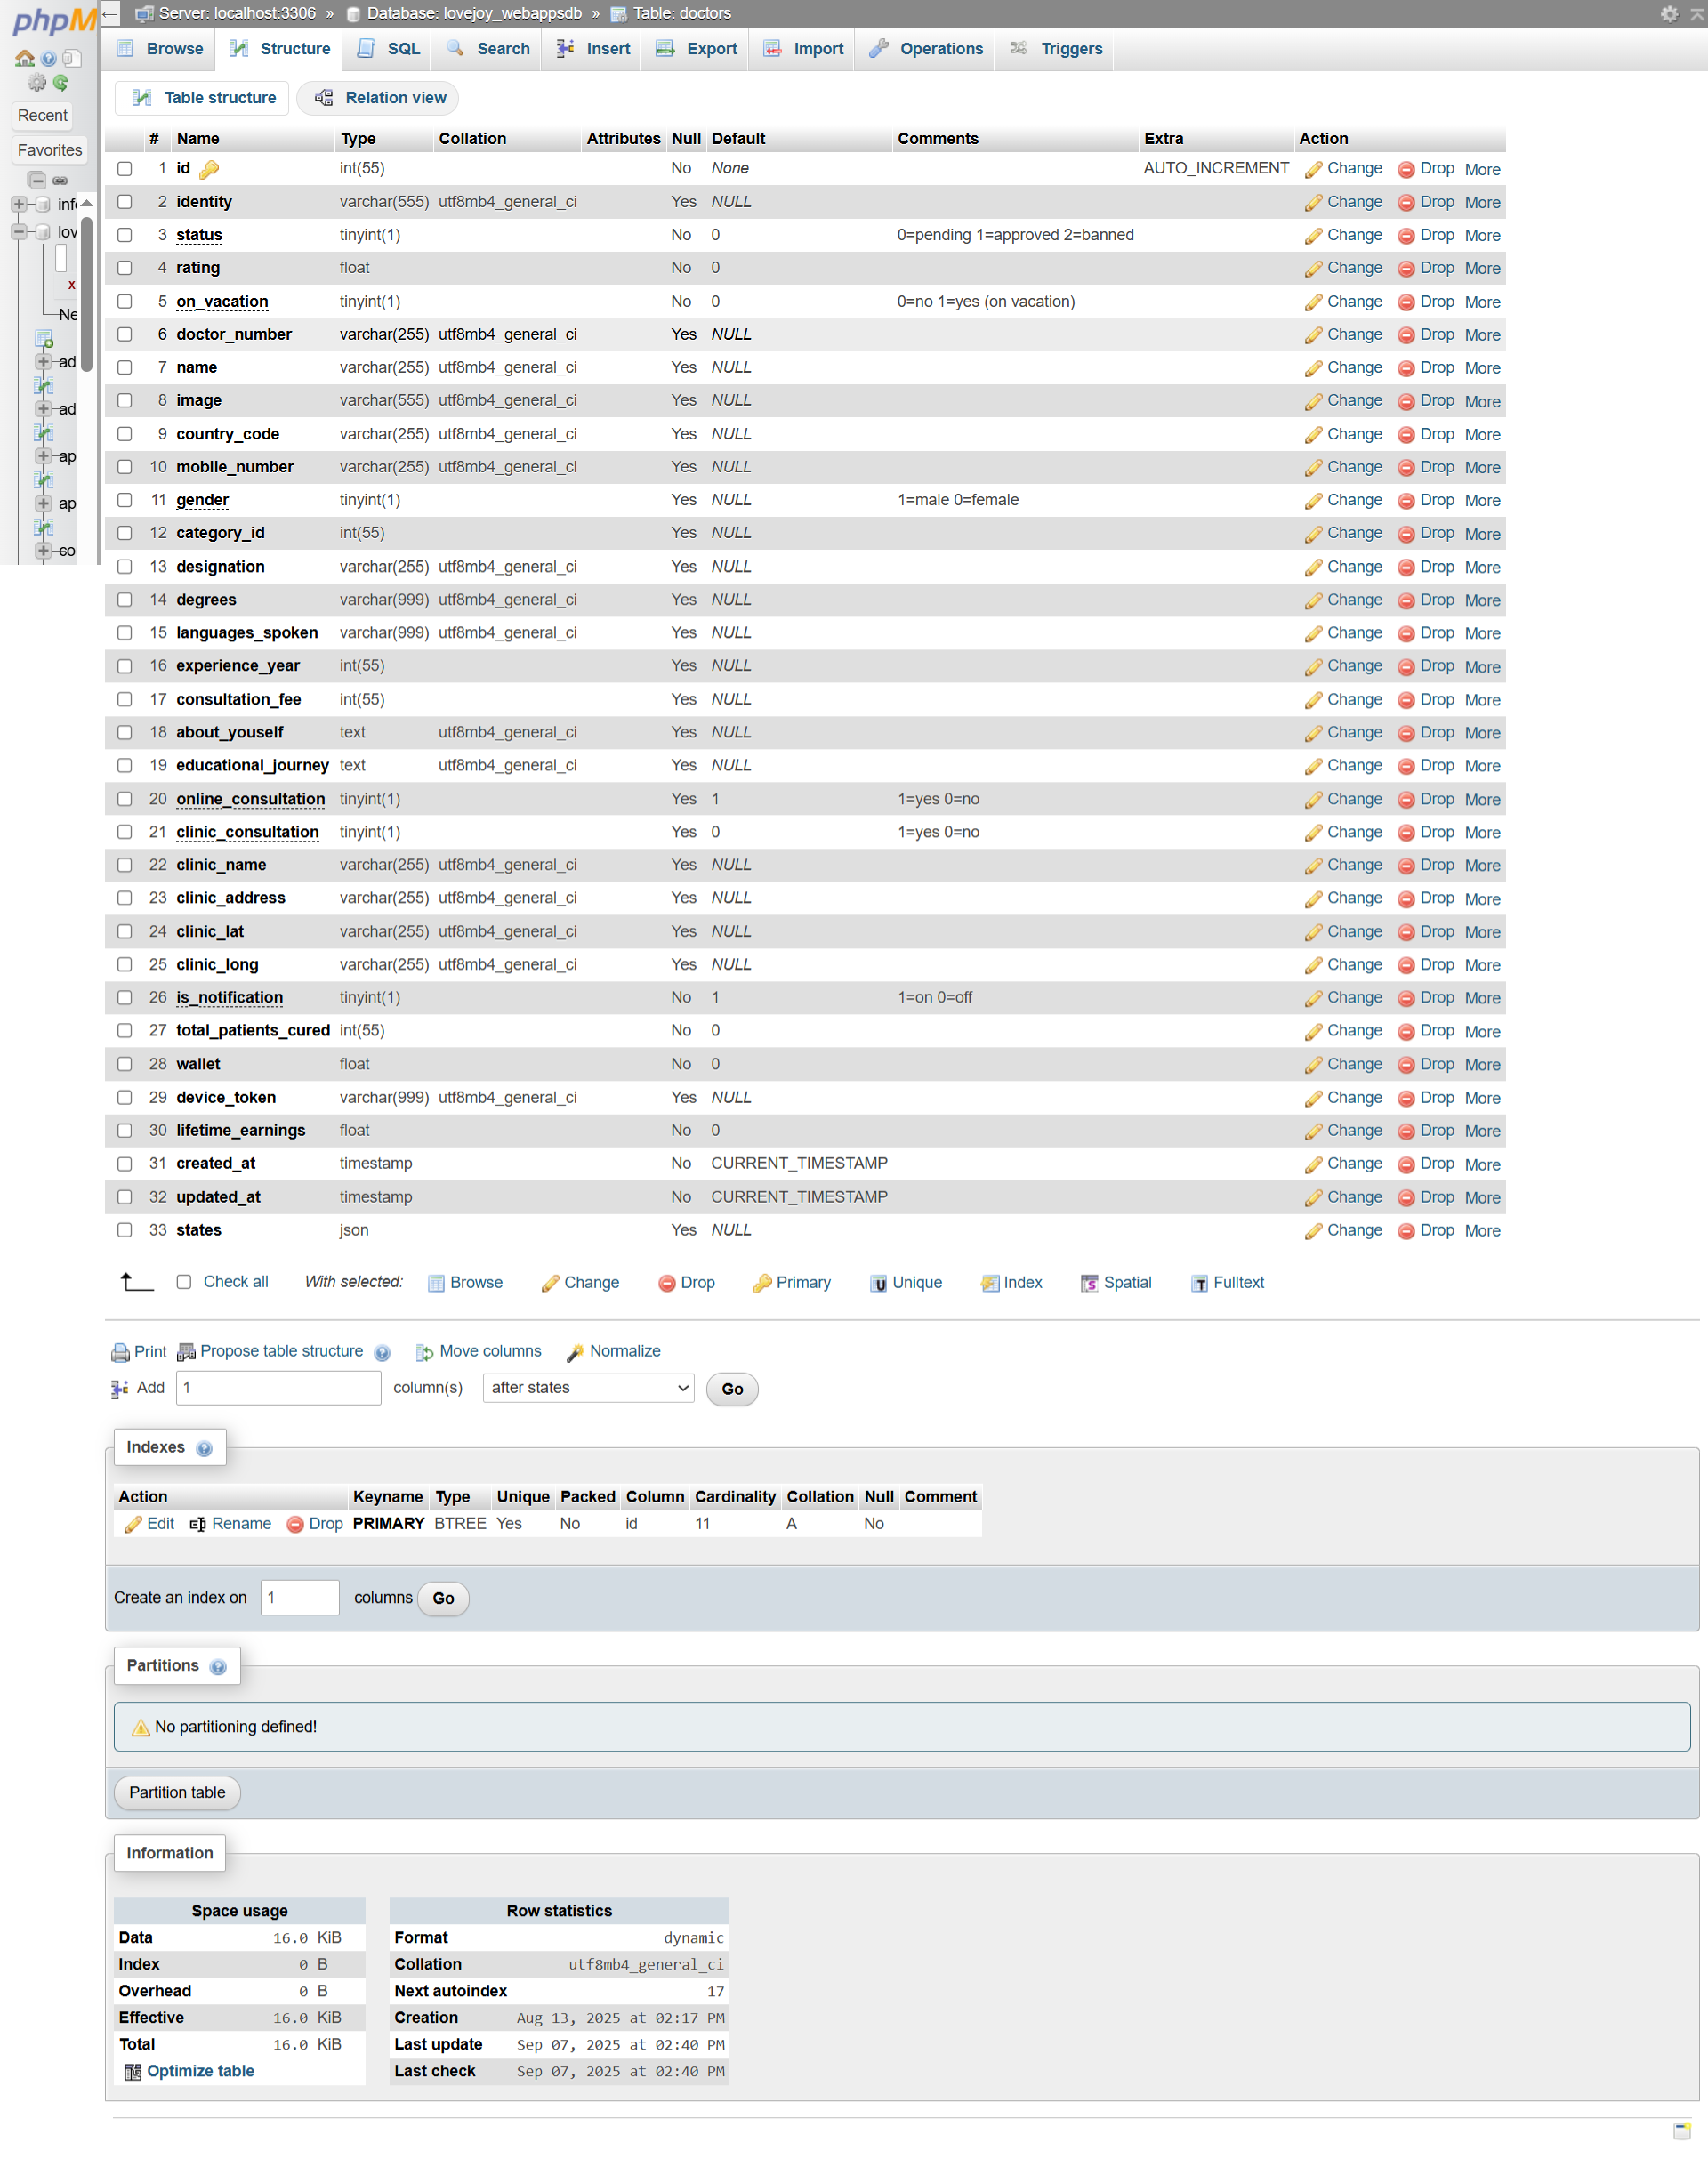 phpM
← Server: localhost:3306 » Database: lovejoy_webappsdb » Table: doctors
Browse Structure SQL Search Insert Export Import Operations Triggers
Recent
Favorites
inf
lov
x
Ne
ad
ad
ap
ap
co
Table structure Relation view
# Name Type Collation Attributes Null Default Comments Extra Action
1 id int(55) No None AUTO_INCREMENT Change Drop More
2 identity varchar(555) utf8mb4_general_ci Yes NULL Change Drop More
3 status tinyint(1) No 0 0=pending 1=approved 2=banned Change Drop More
4 rating float No 0 Change Drop More
5 on_vacation tinyint(1) No 0 0=no 1=yes (on vacation) Change Drop More
6 doctor_number varchar(255) utf8mb4_general_ci Yes NULL Change Drop More
7 name varchar(255) utf8mb4_general_ci Yes NULL Change Drop More
8 image varchar(555) utf8mb4_general_ci Yes NULL Change Drop More
9 country_code varchar(255) utf8mb4_general_ci Yes NULL Change Drop More
10 mobile_number varchar(255) utf8mb4_general_ci Yes NULL Change Drop More
11 gender tinyint(1) Yes NULL 1=male 0=female Change Drop More
12 category_id int(55) Yes NULL Change Drop More
13 designation varchar(255) utf8mb4_general_ci Yes NULL Change Drop More
14 degrees varchar(999) utf8mb4_general_ci Yes NULL Change Drop More
15 languages_spoken varchar(999) utf8mb4_general_ci Yes NULL Change Drop More
16 experience_year int(55) Yes NULL Change Drop More
17 consultation_fee int(55) Yes NULL Change Drop More
18 about_youself text utf8mb4_general_ci Yes NULL Change Drop More
19 educational_journey text utf8mb4_general_ci Yes NULL Change Drop More
20 online_consultation tinyint(1) Yes 1 1=yes 0=no Change Drop More
21 clinic_consultation tinyint(1) Yes 0 1=yes 0=no Change Drop More
22 clinic_name varchar(255) utf8mb4_general_ci Yes NULL Change Drop More
23 clinic_address varchar(255) utf8mb4_general_ci Yes NULL Change Drop More
24 clinic_lat varchar(255) utf8mb4_general_ci Yes NULL Change Drop More
25 clinic_long varchar(255) utf8mb4_general_ci Yes NULL Change Drop More
26 is_notification tinyint(1) No 1 1=on 0=off Change Drop More
27 total_patients_cured int(55) No 0 Change Drop More
28 wallet float No 0 Change Drop More
29 device_token varchar(999) utf8mb4_general_ci Yes NULL Change Drop More
30 lifetime_earnings float No 0 Change Drop More
31 created_at timestamp No CURRENT_TIMESTAMP Change Drop More
32 updated_at timestamp No CURRENT_TIMESTAMP Change Drop More
33 states json Yes NULL Change Drop More
Check all With selected: Browse Change Drop Primary Unique Index Spatial Fulltext
Print Propose table structure Move columns Normalize
Add 1 column(s) after states Go
Indexes
Action Keyname Type Unique Packed Column Cardinality Collation Null Comment
Edit Rename Drop PRIMARY BTREE Yes No id 11 A No
Create an index on 1 columns Go
Partitions
No partitioning defined!
Partition table
Information
Space usage
Data 16.0 KiB
Index 0 B
Overhead 0 B
Effective 16.0 KiB
Total 16.0 KiB
Optimize table
Row statistics
Format dynamic
Collation utf8mb4_general_ci
Next autoindex 17
Creation Aug 13, 2025 at 02:17 PM
Last update Sep 07, 2025 at 02:40 PM
Last check Sep 07, 2025 at 02:40 PM